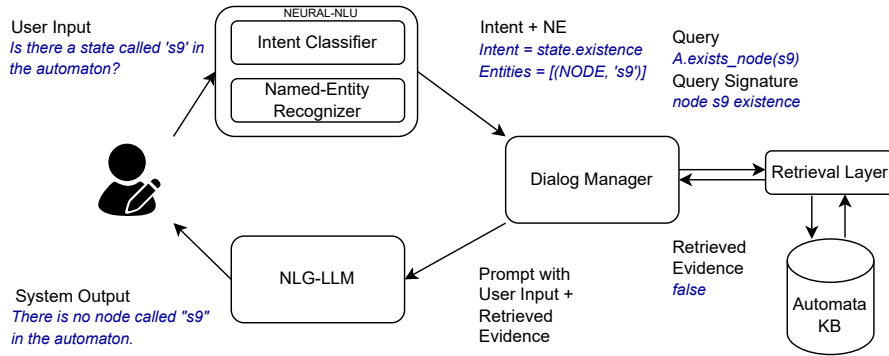 User Input
Is there a state called 's9' in
the automaton?
NEURAL-NLU
Intent Classifier
Named-Entity
Recognizer
Intent + NE
Intent = state.existence
Entities = [(NODE, 's9')]
Query
A.exists_node(s9)
Query Signature
node s9 existence
Dialog Manager
Retrieval Layer
Retrieved
Evidence
false
Automata
KB
Prompt with
User Input +
Retrieved
Evidence
NLG-LLM
System Output
There is no node called "s9"
in the automaton.